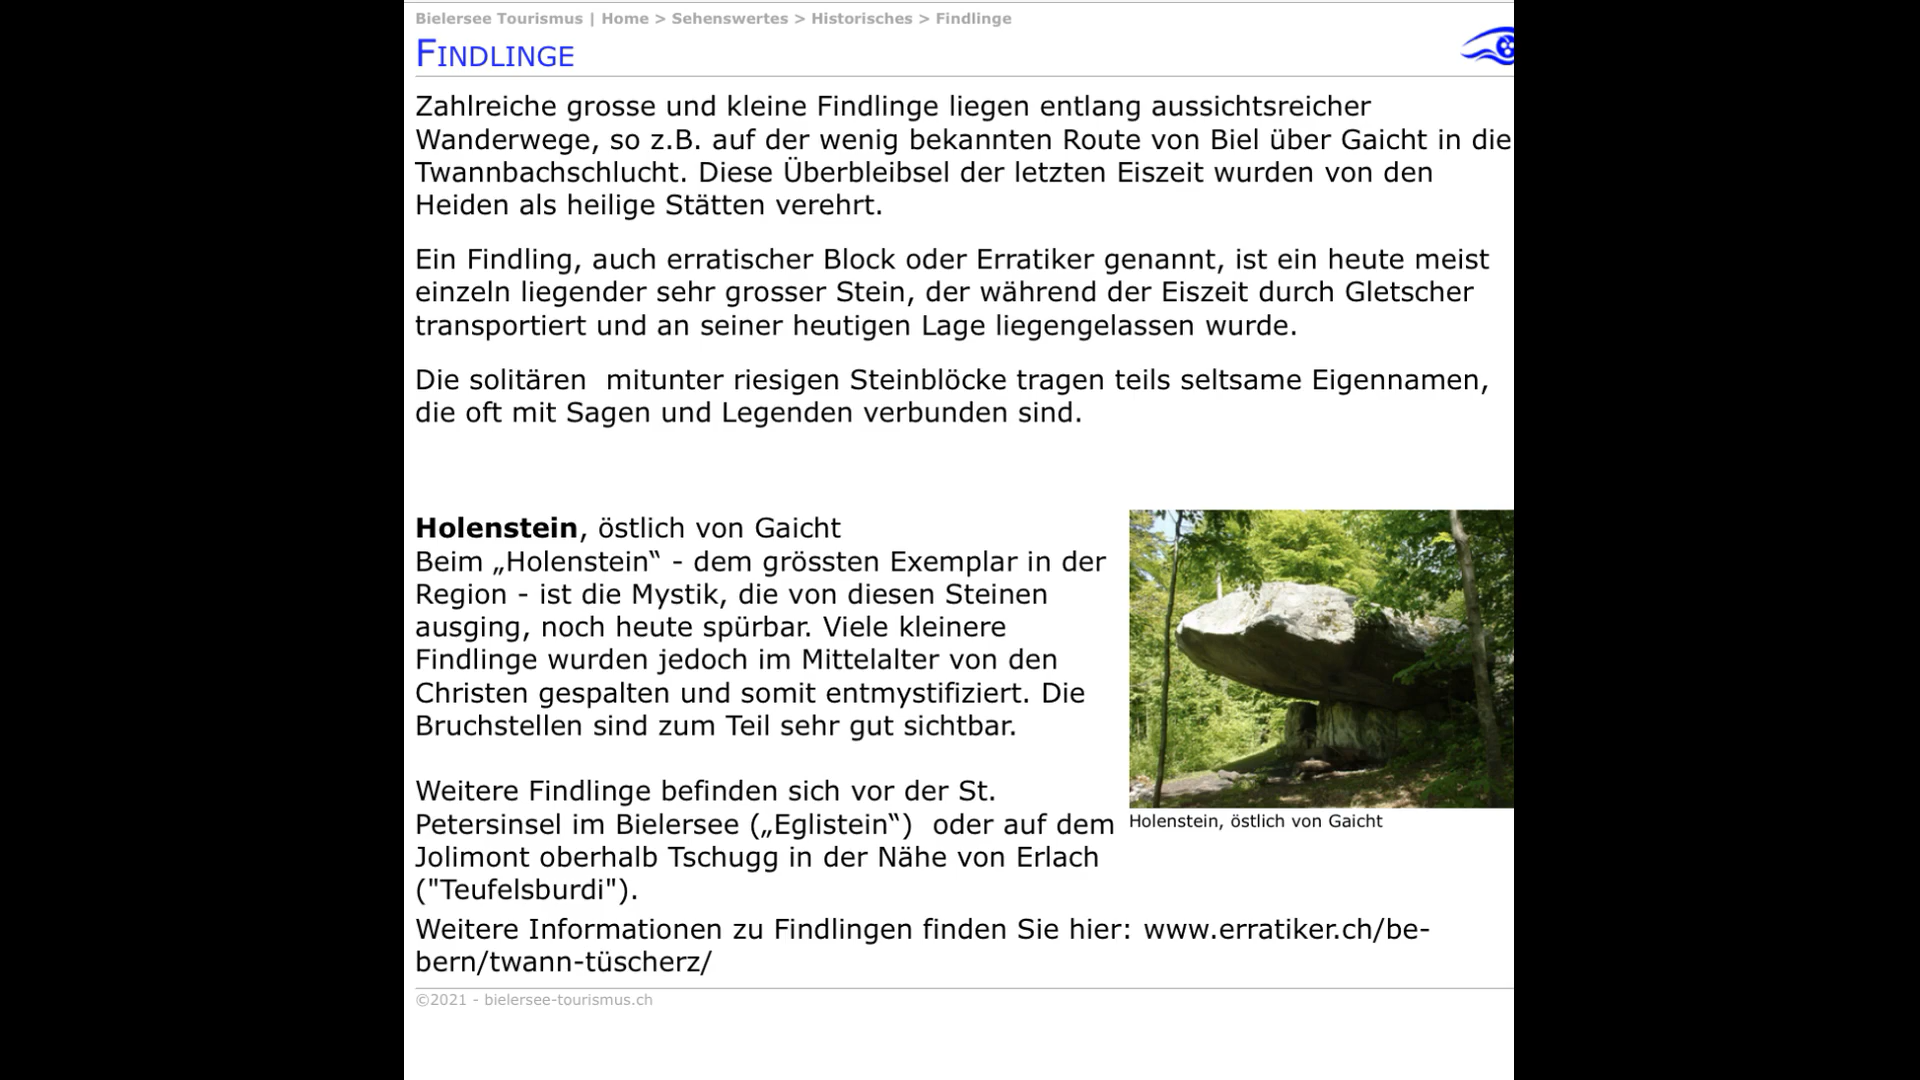 Bielersee Tourismus | Home > Sehenswertes > Historisches > Findlinge
FINDLINGE
Zahlreiche grosse und kleine Findlinge liegen entlang aussichtsreicher
Wanderwege, so z.B. auf der wenig bekannten Route von Biel über Gaicht in die
Twannbachschlucht. Diese Überbleibsel der letzten Eiszeit wurden von den
Heiden als heilige Stätten verehrt.
Ein Findling, auch erratischer Block oder Erratiker genannt, ist ein heute meist
einzeln liegender sehr grosser Stein, der während der Eiszeit durch Gletscher
transportiert und an seiner heutigen Lage liegengelassen wurde.
Die solitären  mitunter riesigen Steinblöcke tragen teils seltsame Eigennamen,
die oft mit Sagen und Legenden verbunden sind.
Holenstein, östlich von Gaicht
Beim „Holenstein“ - dem grössten Exemplar in der
Region - ist die Mystik, die von diesen Steinen
ausging, noch heute spürbar. Viele kleinere
Findlinge wurden jedoch im Mittelalter von den
Christen gespalten und somit entmystifiziert. Die
Bruchstellen sind zum Teil sehr gut sichtbar.
Weitere Findlinge befinden sich vor der St.
Petersinsel im Bielersee („Eglistein“)  oder auf dem
Jolimont oberhalb Tschugg in der Nähe von Erlach
("Teufelsburdi").
Holenstein, östlich von Gaicht
Weitere Informationen zu Findlingen finden Sie hier: www.erratiker.ch/be-
bern/twann-tüscherz/
©2021 - bielersee-tourismus.ch